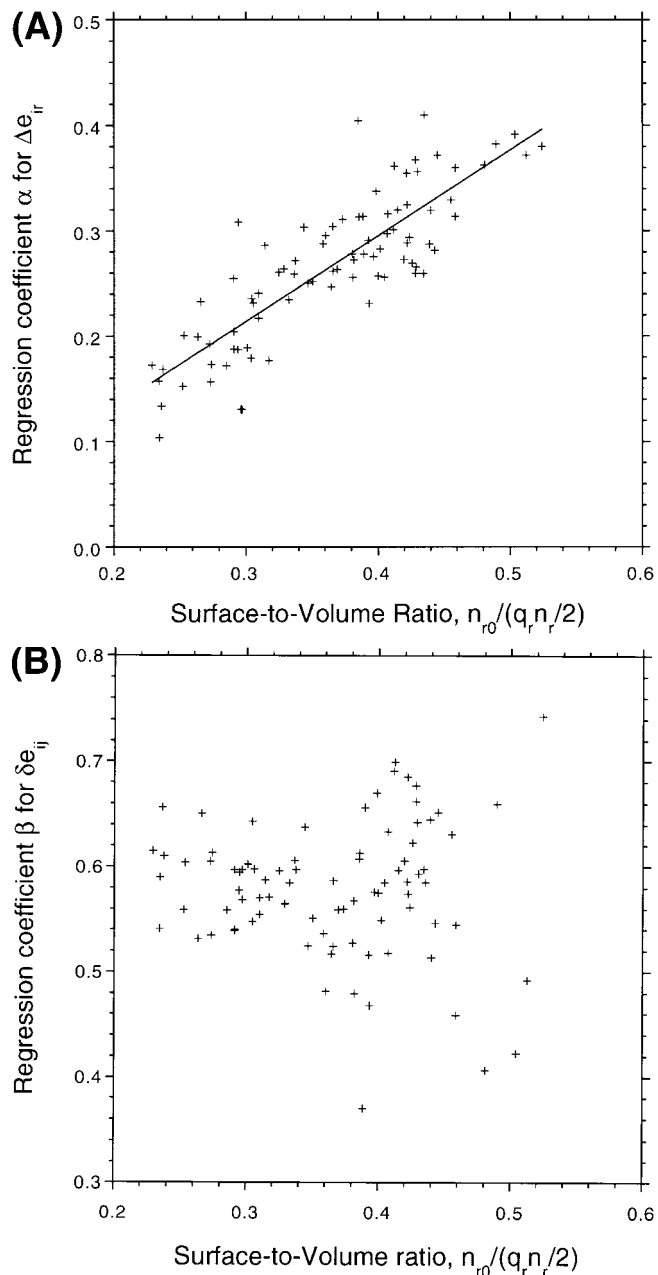 (A)
Regression coefficient α for Δe_ir
0.5
0.4
0.3
0.2
0.1
0.0
0.2 0.3 0.4 0.5 0.6
Surface-to-Volume Ratio, n_r0/(q_r n_r/2)
(B)
Regression coefficient β for δe_ij
0.8
0.7
0.6
0.5
0.4
0.3
0.2 0.3 0.4 0.5 0.6
Surface-to-Volume ratio, n_r0/(q_r n_r/2)